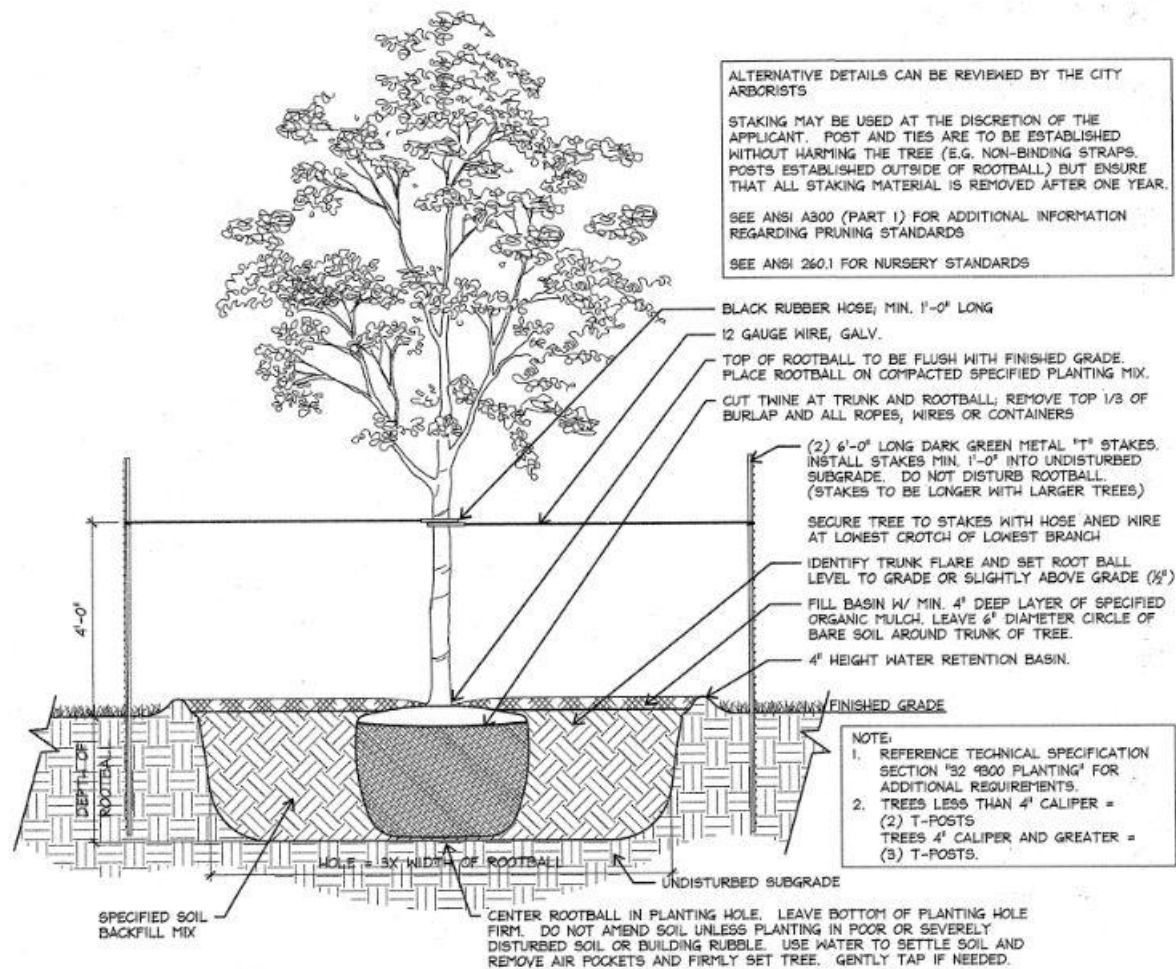 ALTERNATIVE DETAILS CAN BE REVIEWED BY THE CITY
ARBORISTS
STAKING MAY BE USED AT THE DISCRETION OF THE
APPLICANT. POST AND TIES ARE TO BE ESTABLISHED
WITHOUT HARMING THE TREE (E.G. NON-BINDING STRAPS.
POSTS ESTABLISHED OUTSIDE OF ROOTBALL) BUT ENSURE
THAT ALL STAKING MATERIAL IS REMOVED AFTER ONE YEAR.
SEE ANSI A300 (PART 1) FOR ADDITIONAL INFORMATION
REGARDING PRUNING STANDARDS
SEE ANSI 260.1 FOR NURSERY STANDARDS
BLACK RUBBER HOSE; MIN. 1'-0" LONG
12 GAUGE WIRE, GALV.
TOP OF ROOTBALL TO BE FLUSH WITH FINISHED GRADE.
PLACE ROOTBALL ON COMPACTED SPECIFIED PLANTING MIX.
CUT TWINE AT TRUNK AND ROOTBALL; REMOVE TOP 1/3 OF
BURLAP AND ALL ROPES, WIRES OR CONTAINERS
(2) 6'-0" LONG DARK GREEN METAL "T" STAKES.
INSTALL STAKES MIN. 1'-0" INTO UNDISTURBED
SUBGRADE. DO NOT DISTURB ROOTBALL.
(STAKES TO BE LONGER WITH LARGER TREES)
SECURE TREE TO STAKES WITH HOSE ANED WIRE
AT LOWEST CROTCH OF LOWEST BRANCH
IDENTIFY TRUNK FLARE AND SET ROOT BALL
LEVEL TO GRADE OR SLIGHTLY ABOVE GRADE (½")
FILL BASIN W/ MIN. 4" DEEP LAYER OF SPECIFIED
ORGANIC MULCH. LEAVE 6" DIAMETER CIRCLE OF
BARE SOIL AROUND TRUNK OF TREE.
4" HEIGHT WATER RETENTION BASIN.
FINISHED GRADE
4'-0"
DEPTH OF
ROOTBALL
NOTE:
1. REFERENCE TECHNICAL SPECIFICATION
SECTION "32 9300 PLANTING" FOR
ADDITIONAL REQUIREMENTS.
2. TREES LESS THAN 4" CALIPER =
(2) T-POSTS
TREES 4" CALIPER AND GREATER =
(3) T-POSTS.
HOLE = 3X WIDTH OF ROOTBALL
UNDISTURBED SUBGRADE
SPECIFIED SOIL
BACKFILL MIX
CENTER ROOTBALL IN PLANTING HOLE. LEAVE BOTTOM OF PLANTING HOLE
FIRM. DO NOT AMEND SOIL UNLESS PLANTING IN POOR OR SEVERELY
DISTURBED SOIL OR BUILDING RUBBLE. USE WATER TO SETTLE SOIL AND
REMOVE AIR POCKETS AND FIRMLY SET TREE. GENTLY TAP IF NEEDED.